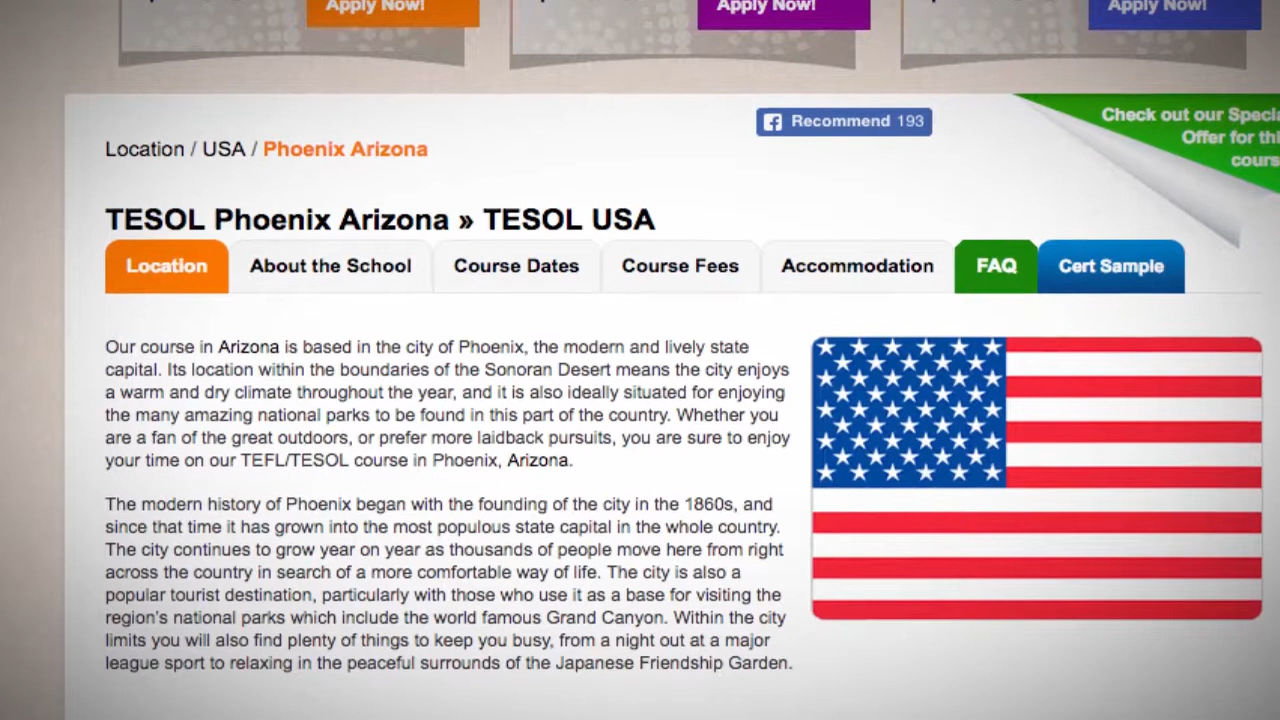 Apply Now!
Apply Now!
Apply Now!
Recommend 193
Check out our
Offer for
Location / USA / Phoenix Arizona
TESOL Phoenix Arizona » TESOL USA
Location
About the School
Course Dates
Course Fees
Accommodation
FAQ
Cert Sample
Our course in Arizona is based in the city of Phoenix, the modern and lively state
capital. Its location within the boundaries of the Sonoran Desert means the city enjoys
a warm and dry climate throughout the year, and it is also ideally situated for enjoying
the many amazing national parks to be found in this part of the country. Whether you
are a fan of the great outdoors, or prefer more laidback pursuits, you are sure to enjoy
your time on our TEFL/TESOL course in Phoenix, Arizona.
The modern history of Phoenix began with the founding of the city in the 1860s, and
since that time it has grown into the most populous state capital in the whole country.
The city continues to grow year on year as thousands of people move here from right
across the country in search of a more comfortable way of life. The city is also a
popular tourist destination, particularly with those who use it as a base for visiting the
region's national parks which include the world famous Grand Canyon. Within the city
limits you will also find plenty of things to keep you busy, from a night out at a major
league sport to relaxing in the peaceful surrounds of the Japanese Friendship Garden.